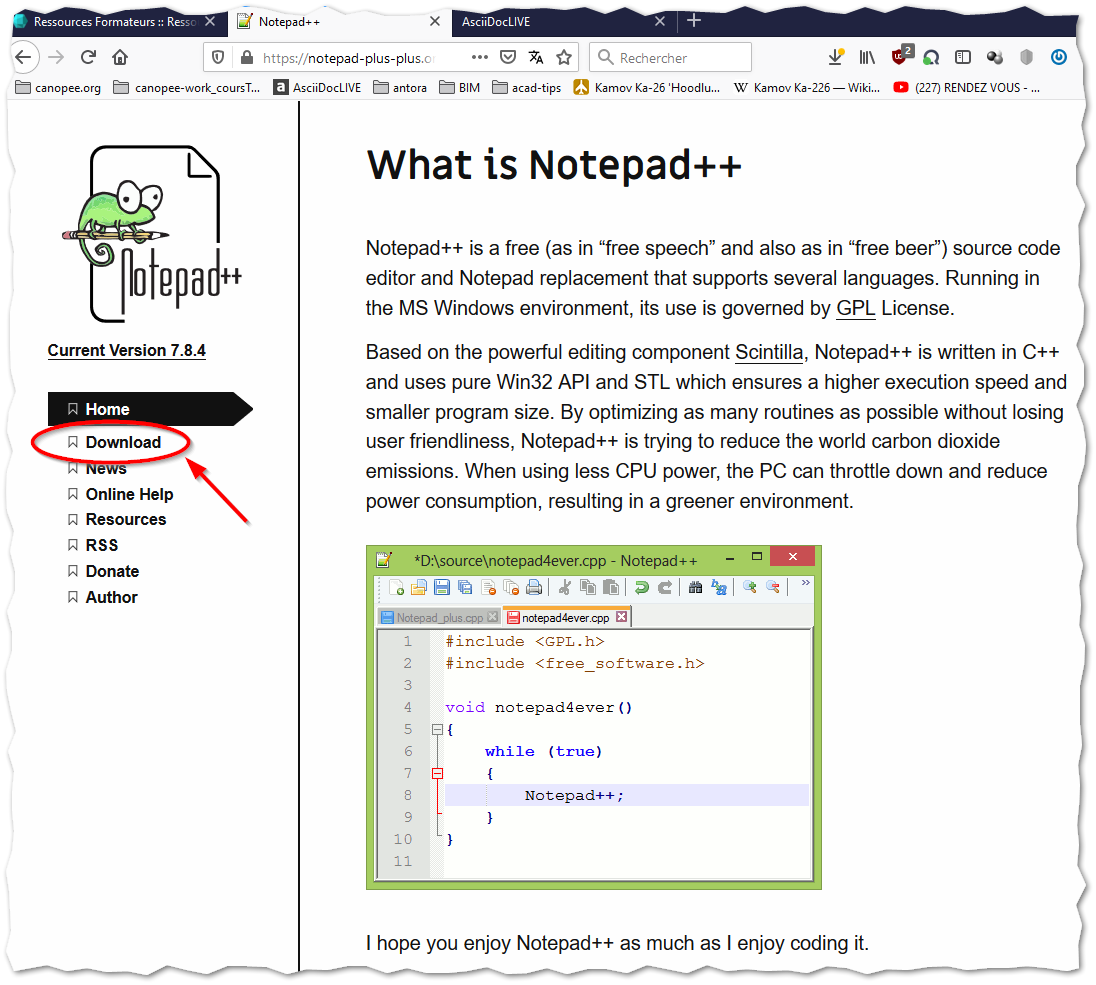 Ressources Formateurs :: Resso
Notepad++
AsciiDocLIVE
https://notepad-plus-plus.or
Rechercher
2
canopee.org
canopee-work_coursT...
a AsciiDocLIVE
antora
BIM
acad-tips
Kamov Ka-26 'Hoodlu...
W Kamov Ka-226 — Wiki...
(227) RENDEZ VOUS - ...
Notepad++
Current Version 7.8.4
Home
Download
News
Online Help
Resources
RSS
Donate
Author
What is Notepad++
Notepad++ is a free (as in “free speech” and also as in “free beer”) source code
editor and Notepad replacement that supports several languages. Running in
the MS Windows environment, its use is governed by GPL License.
Based on the powerful editing component Scintilla, Notepad++ is written in C++
and uses pure Win32 API and STL which ensures a higher execution speed and
smaller program size. By optimizing as many routines as possible without losing
user friendliness, Notepad++ is trying to reduce the world carbon dioxide
emissions. When using less CPU power, the PC can throttle down and reduce
power consumption, resulting in a greener environment.
*D:\source\notepad4ever.cpp - Notepad++
Notepad_plus.cpp
notepad4ever.cpp
1 #include <GPL.h>
2 #include <free_software.h>
3
4 void notepad4ever()
5 {
6 while (true)
7 {
8 Notepad++;
9 }
10 }
11
I hope you enjoy Notepad++ as much as I enjoy coding it.